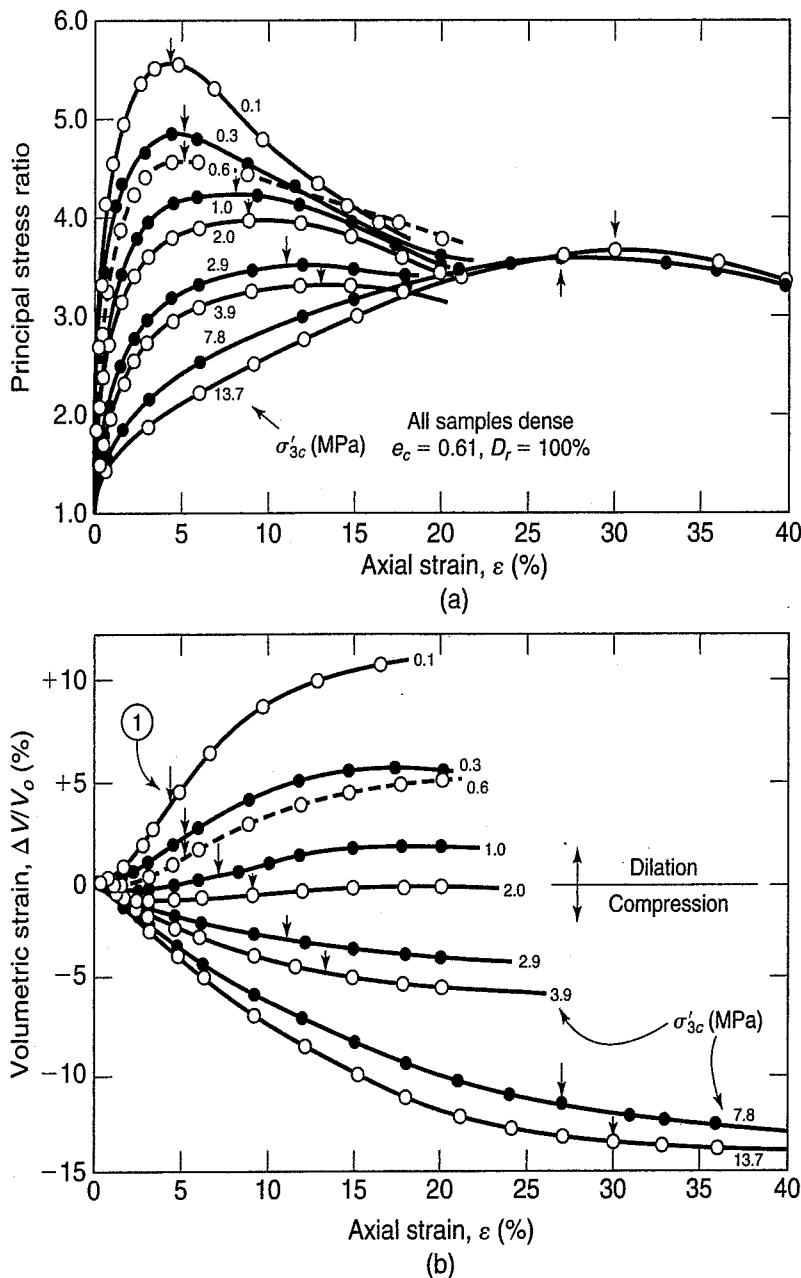 (a)
6.0
5.0
4.0
3.0
2.0
1.0
Principal stress ratio
0.1
0.3
0.6
1.0
2.0
2.9
3.9
7.8
13.7
σ′3c (MPa)
All samples dense
ec = 0.61, Dr = 100%
0 5 10 15 20 25 30 35 40
Axial strain, ε (%)
(a)
+10
+5
0
−5
−10
−15
Volumetric strain, ΔV/Vo (%)
1
0.1
0.3
0.6
1.0
2.0
Dilation
Compression
2.9
3.9
σ′3c (MPa)
7.8
13.7
0 5 10 15 20 25 30 35 40
Axial strain, ε (%)
(b)